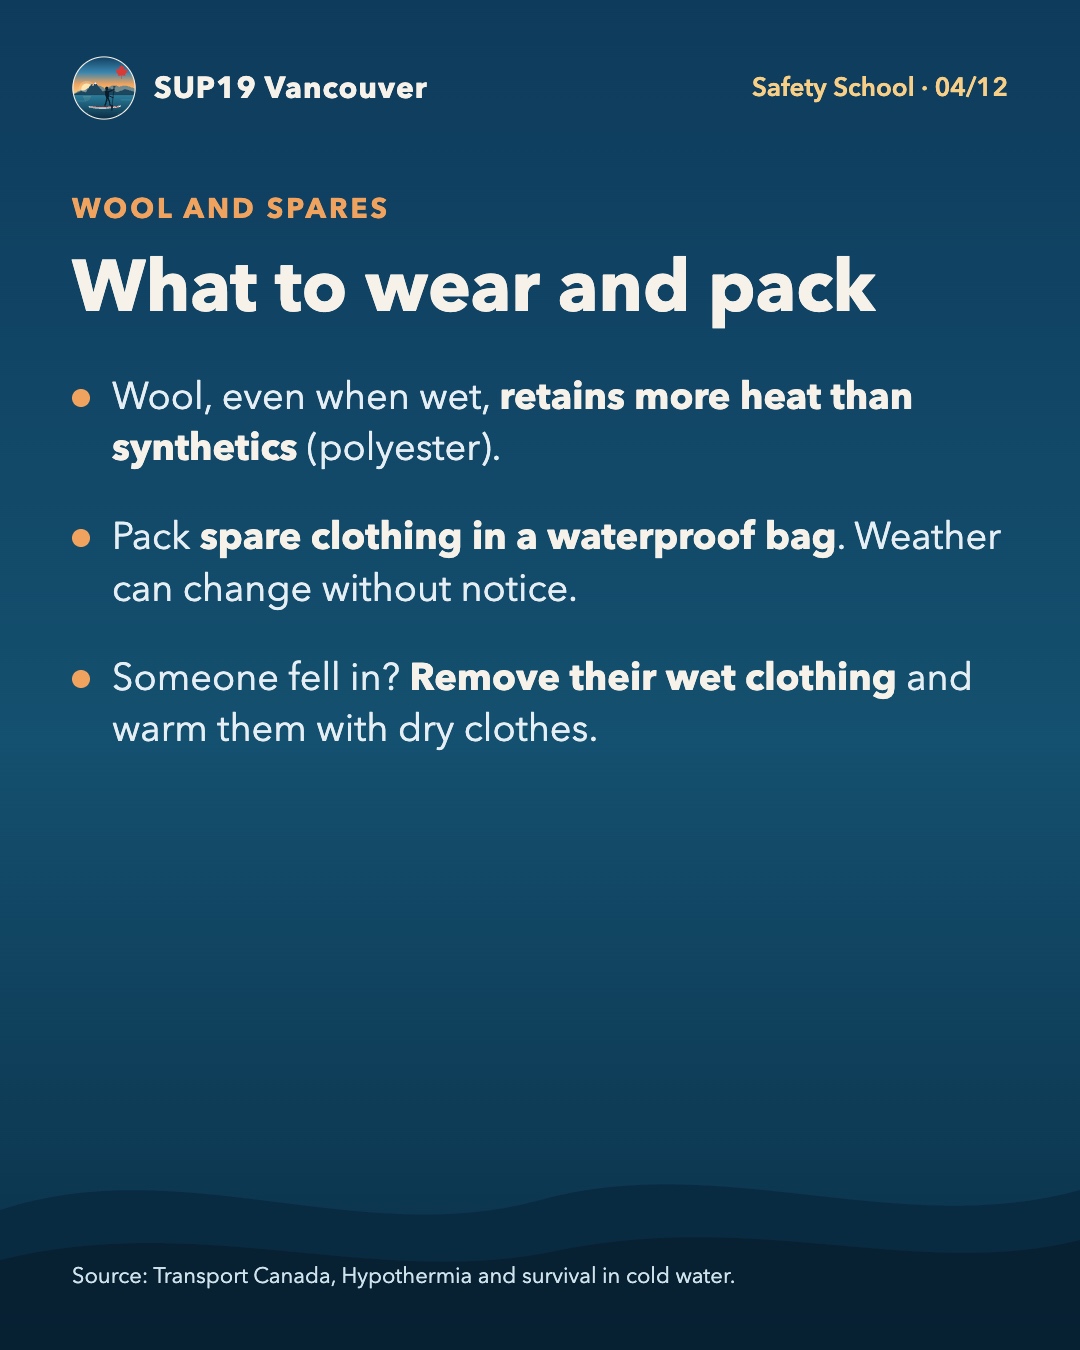 SUP19 Vancouver
Safety School · 04/12
WOOL AND SPARES
What to wear and pack
Wool, even when wet, retains more heat than
synthetics (polyester).
Pack spare clothing in a waterproof bag. Weather
can change without notice.
Someone fell in? Remove their wet clothing and
warm them with dry clothes.
Source: Transport Canada, Hypothermia and survival in cold water.